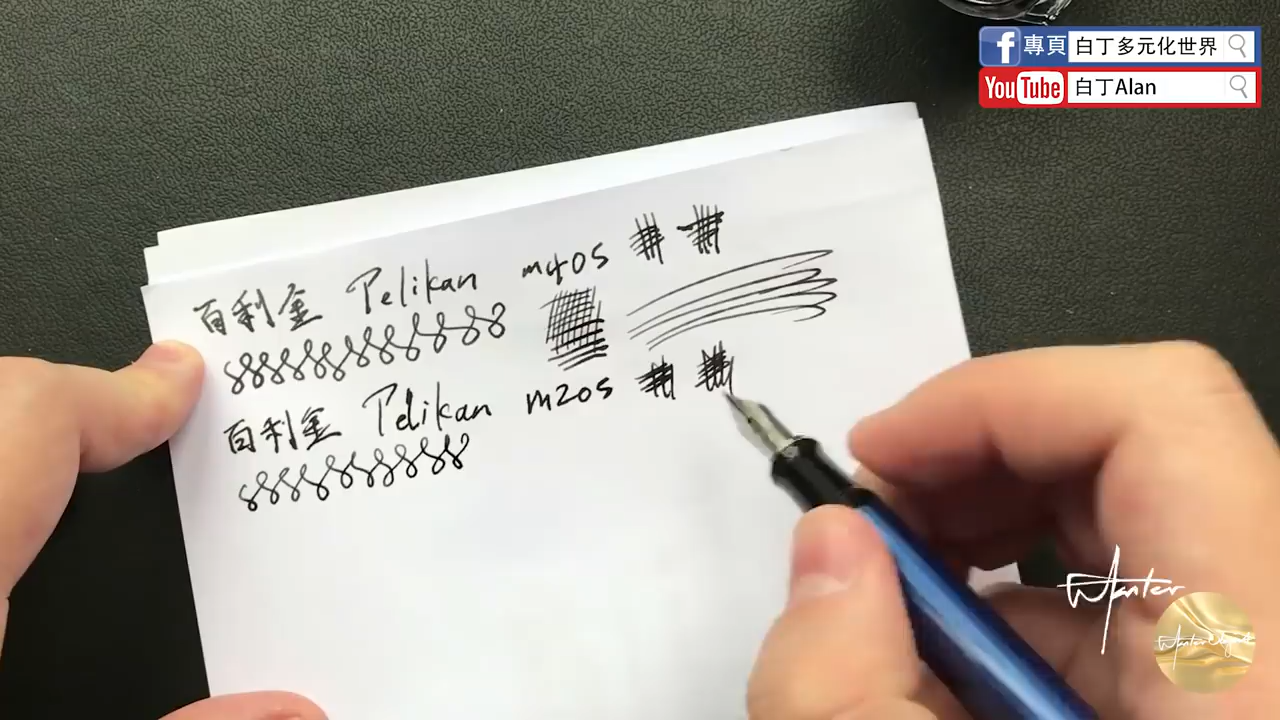 專頁 白丁多元化世界
YouTube 白丁Alan
百利金 Pelikan m405
百利金 Pelikan m205
Wanter